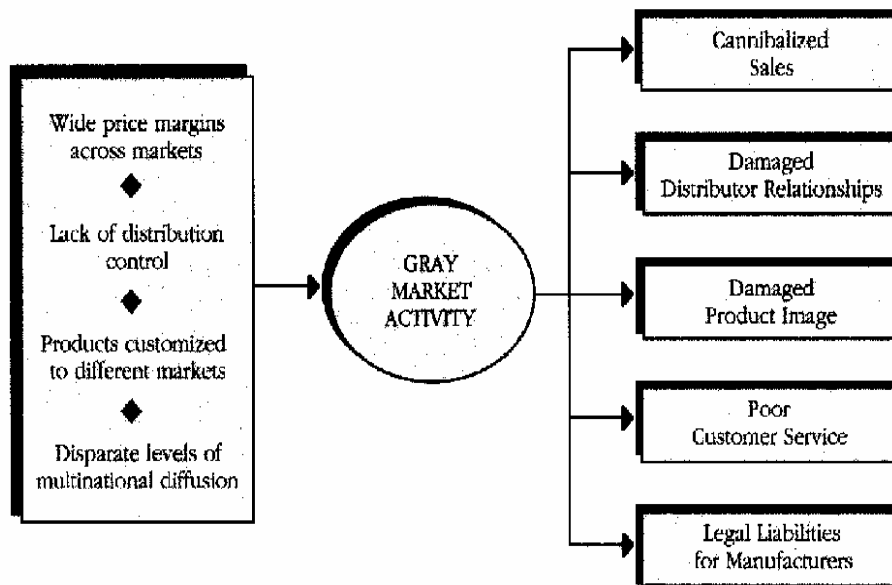 Wide price margins
across markets
Lack of distribution
control
Products customized
to different markets
Disparate levels of
multinational diffusion
GRAY
MARKET
ACTIVITY
Cannibalized
Sales
Damaged
Distributor Relationships
Damaged
Product Image
Poor
Customer Service
Legal Liabilities
for Manufacturers